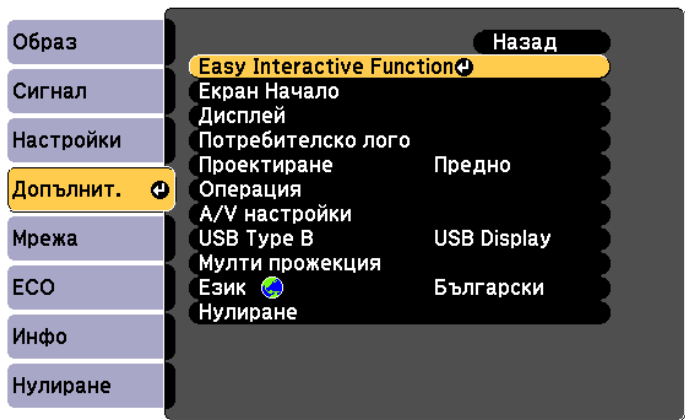 Образ
Сигнал
Настройки
Допълнит.
Мрежа
ECO
Инфо
Нулиране
Назад
Easy Interactive Function
Екран Начало
Дисплей
Потребителско лого
Проектиране Предно
Операция
A/V настройки
USB Type B USB Display
Мулти прожекция
Език Български
Нулиране